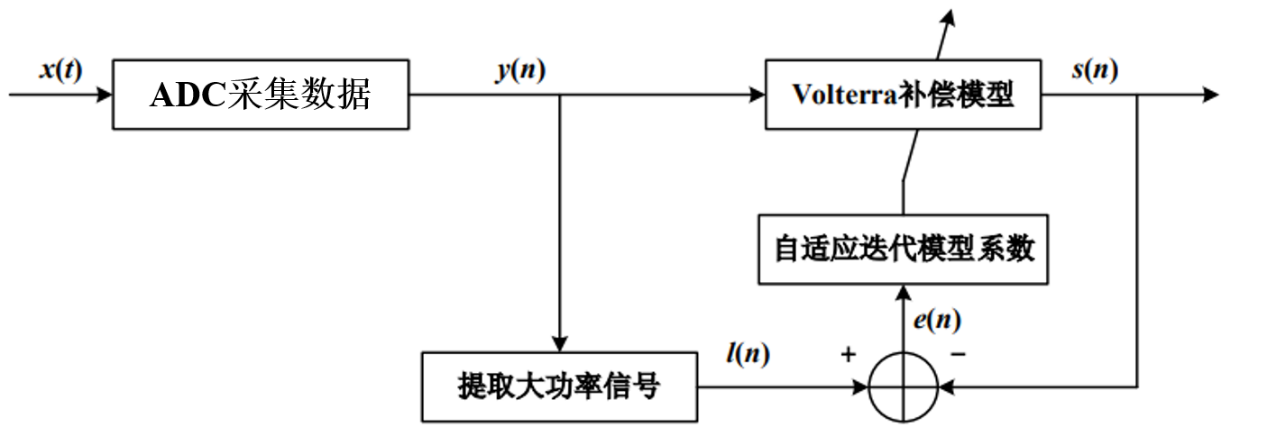 x(t)
ADC采集数据
y(n)
Volterra补偿模型
s(n)
自适应迭代模型系数
e(n)
提取大功率信号
l(n)
+
−